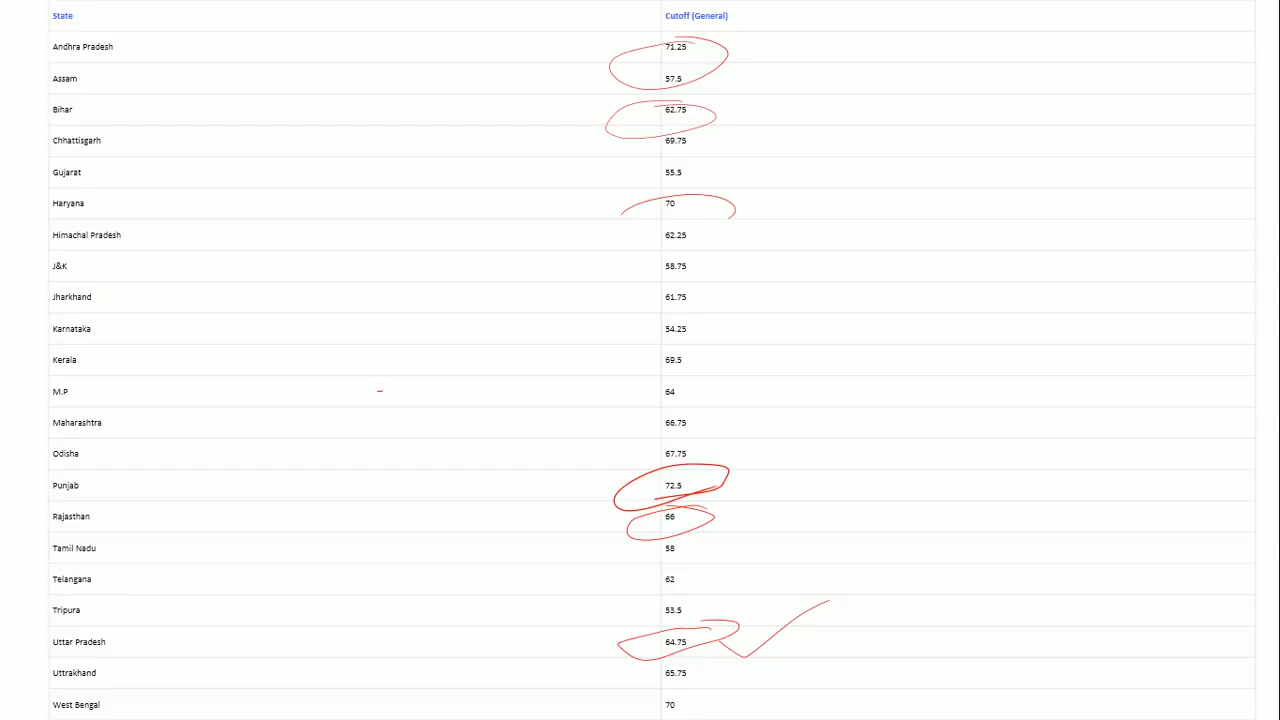 State Cutoff (General)
Andhra Pradesh 71.25
Assam 57.5
Bihar 62.75
Chhattisgarh 69.75
Gujarat 55.5
Haryana 70
Himachal Pradesh 62.25
J&K 58.75
Jharkhand 61.75
Karnataka 54.25
Kerala 69.5
M.P 64
Maharashtra 66.75
Odisha 67.75
Punjab 72.5
Rajasthan 66
Tamil Nadu 58
Telangana 62
Tripura 53.5
Uttar Pradesh 64.75
Uttrakhand 65.75
West Bengal 70